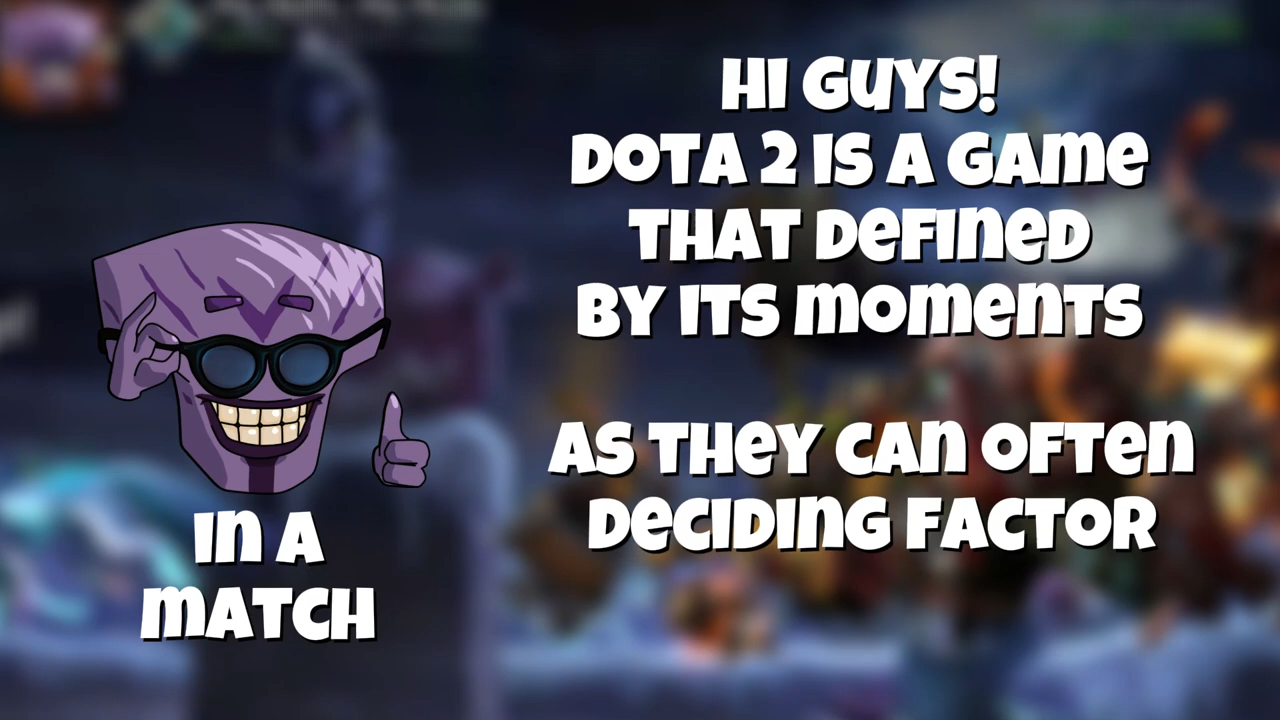 HI GUYS!
DOTA 2 IS A GAME
THAT DEFINED
BY ITS MOMENTS
AS THEY CAN OFTEN
DECIDING FACTOR
IN A
MATCH